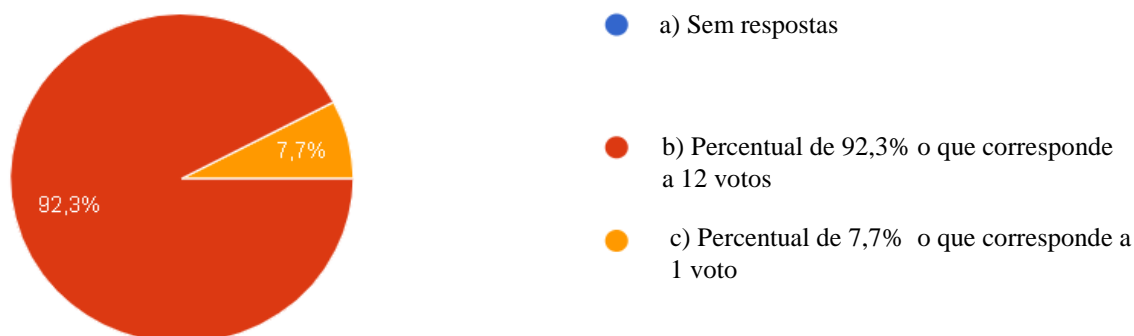 a) Sem respostas
7,7%
92,3%
b) Percentual de 92,3% o que corresponde
a 12 votos
c) Percentual de 7,7% o que corresponde a
1 voto